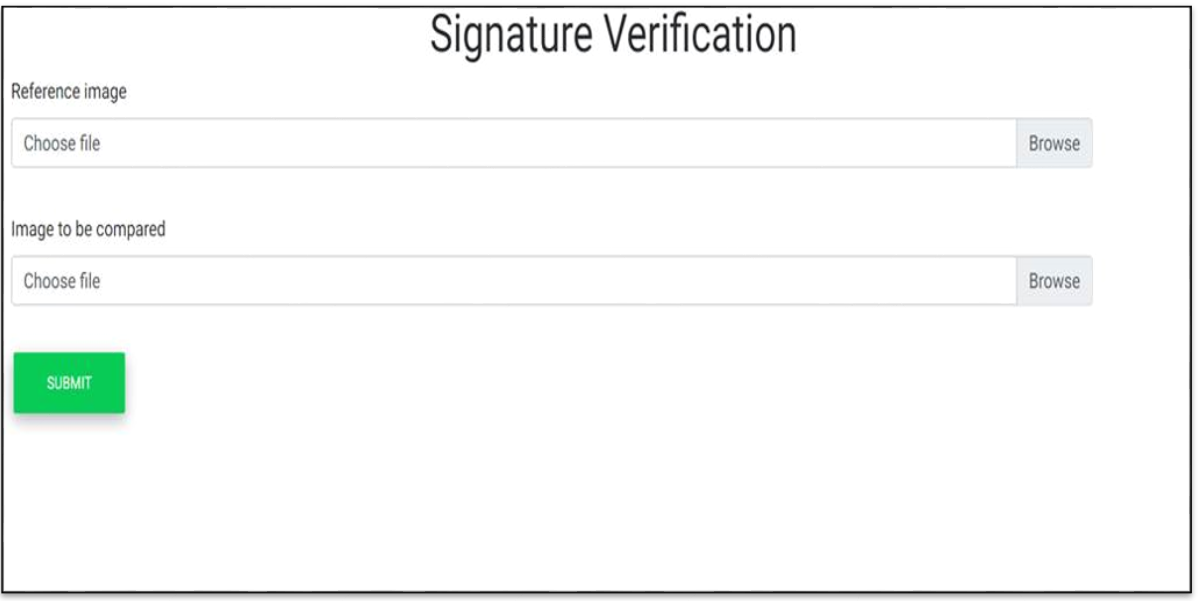 Signature Verification
Reference image
Choose file Browse
Image to be compared
Choose file Browse
SUBMIT